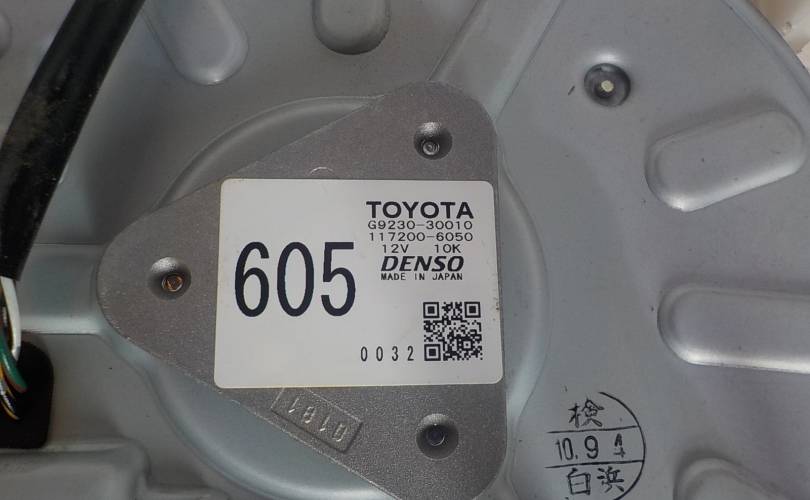 TOYOTA
G9230-30010
117200-6050
12V 10K
DENSO
MADE IN JAPAN
605
0032
0181
検
10.9 4
白浜